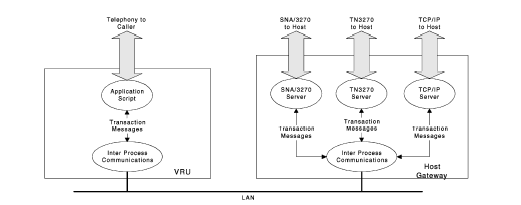 Telephony to
Caller
SNA/3270
to Host
TN3270
to Host
TCP/IP
to Host
Application
Script
SNA/3270
Server
TN3270
Server
TCP/IP
Server
Transaction
Messages
Transaction
Messages
Transaction
Messages
Transaction
Messages
Inter Process
Communications
VRU
Inter Process
Communications
Host
Gateway
LAN